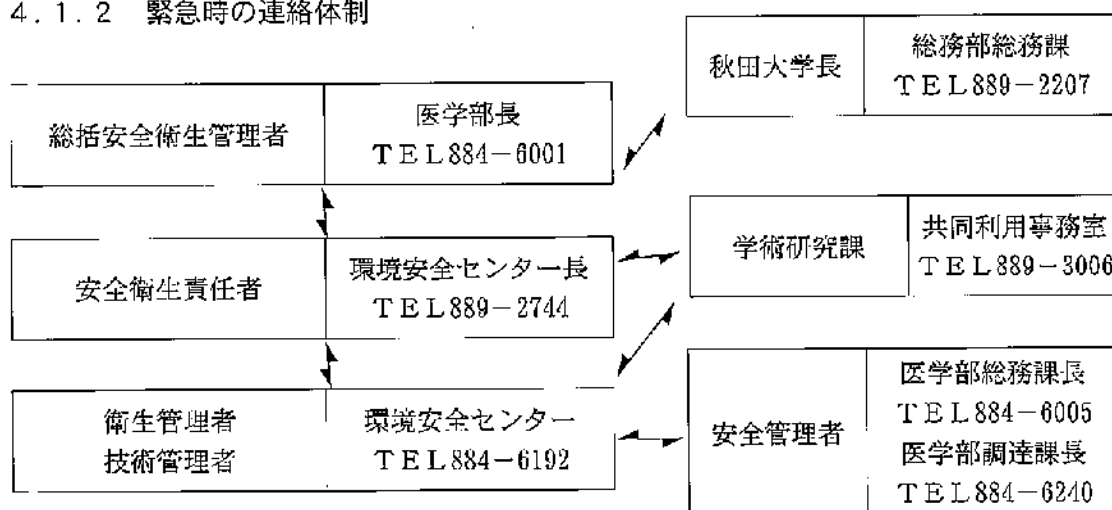 4.1.2 緊急時の連絡体制
総括安全衛生管理者
医学部長
TEL884-6001
秋田大学長
総務部総務課
TEL889-2207
安全衛生責任者
環境安全センター長
TEL889-2744
学術研究課
共同利用事務室
TEL889-3006
衛生管理者
技術管理者
環境安全センター
TEL884-6192
安全管理者
医学部総務課長
TEL884-6005
医学部調達課長
TEL884-6240